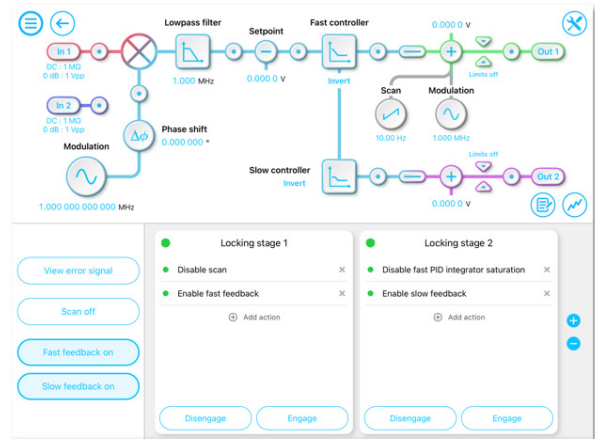 Lowpass filter
Setpoint
Fast controller
0.000 0 V
In 1
DC : 1 MΩ
0 dB : 1 Vpp
1.000 MHz
0.000 0 V
Invert
Out 1
Limits off
In 2
DC : 1 MΩ
0 dB : 1 Vpp
Δϕ
Phase shift
0.000 000 °
Scan
Modulation
10.00 Hz
1.000 MHz
Modulation
1.000 000 000 000 MHz
Slow controller
Invert
Limits off
Out 2
0.000 0 V
View error signal
Scan off
Fast feedback on
Slow feedback on
Locking stage 1
Disable scan
Enable fast feedback
Add action
Disengage
Engage
Locking stage 2
Disable fast PID integrator saturation
Enable slow feedback
Add action
Disengage
Engage